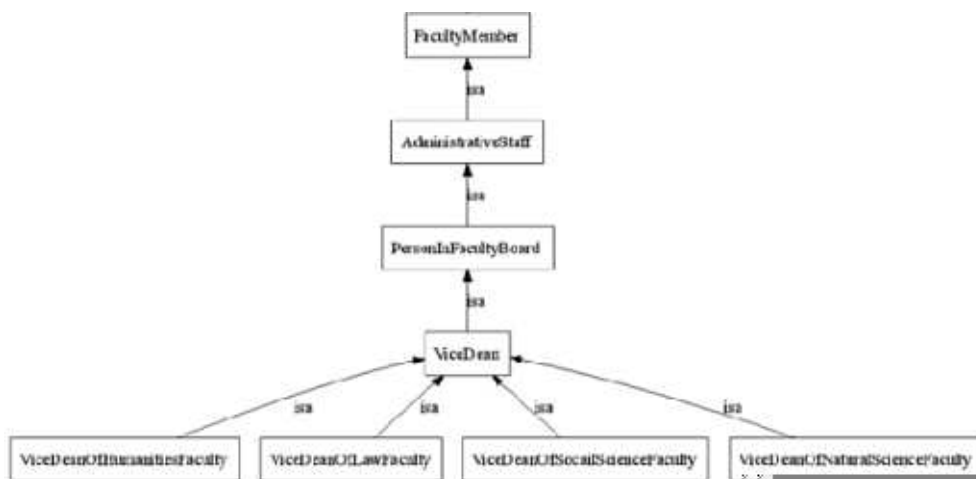 FacultyMember
isa
AdministrativeStaff
isa
PersonInFacultyBoard
isa
ViceDean
isa isa isa isa
ViceDeanOfHumanitiesFaculty ViceDeanOfLawFaculty ViceDeanOfSocailScienceFaculty ViceDeanOfNaturalScienceFaculty